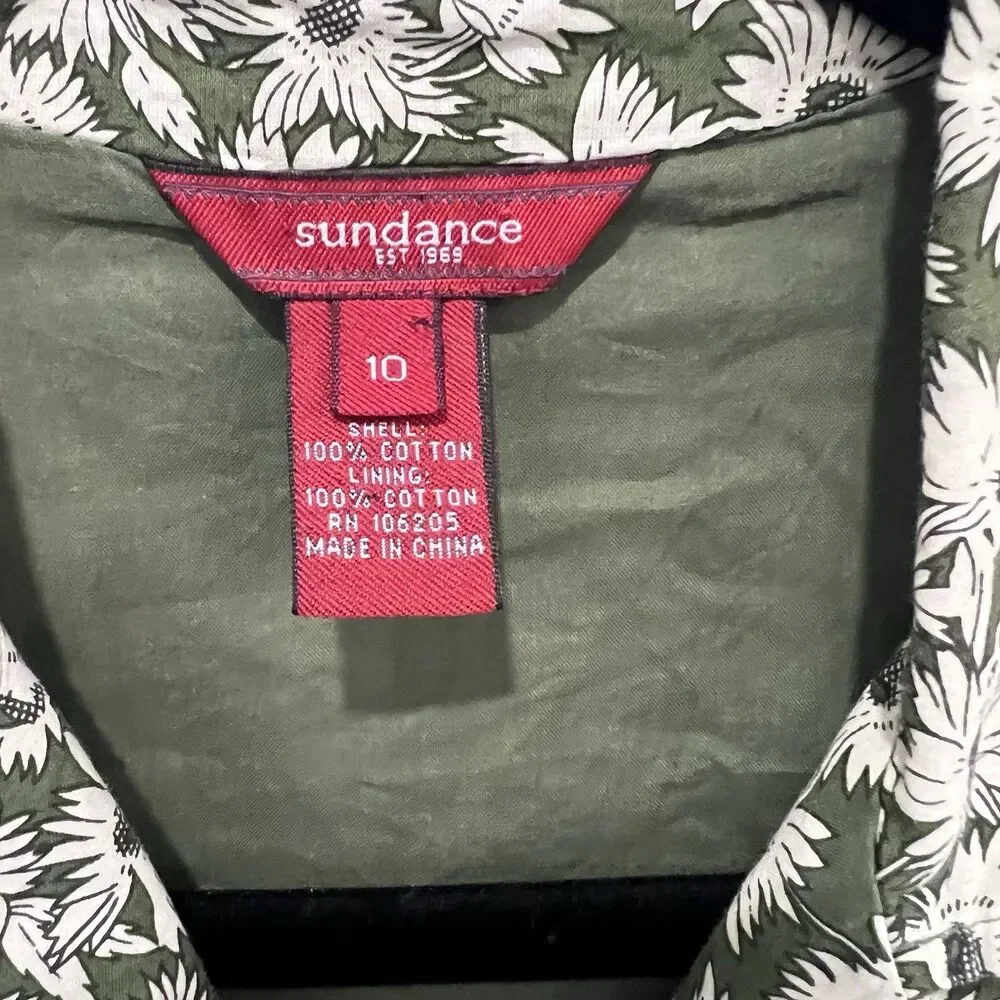 sundance
EST 1969
10
SHELL:
100% COTTON
LINING:
100% COTTON
RN 106205
MADE IN CHINA